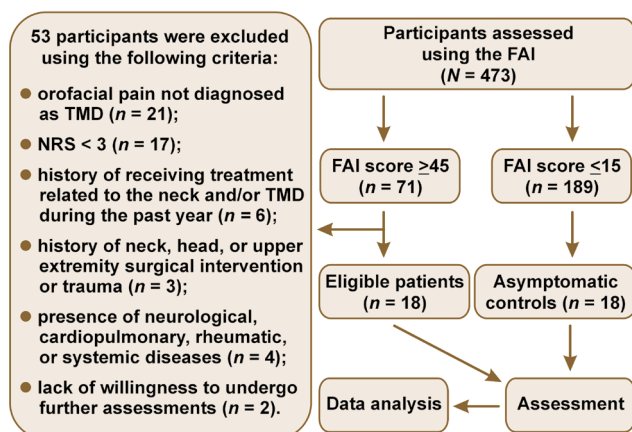 53 participants were excluded
using the following criteria:
orofacial pain not diagnosed
as TMD (n = 21);
NRS < 3 (n = 17);
history of receiving treatment
related to the neck and/or TMD
during the past year (n = 6);
history of neck, head, or upper
extremity surgical intervention
or trauma (n = 3);
presence of neurological,
cardiopulmonary, rheumatic,
or systemic diseases (n = 4);
lack of willingness to undergo
further assessments (n = 2).
Participants assessed
using the FAI
(N = 473)
FAI score ≥45
(n = 71)
FAI score ≤15
(n = 189)
Eligible patients
(n = 18)
Asymptomatic
controls (n = 18)
Data analysis
Assessment